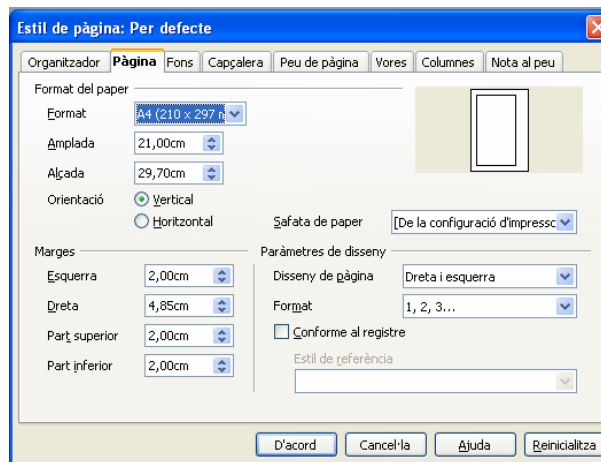 Estil de pàgina: Per defecte
Organitzador Pàgina Fons Capçalera Peu de pàgina Vores Columnes Nota al peu
Format del paper
Format A4 (210 x 297 n
Amplada 21,00cm
Alçada 29,70cm
Orientació Vertical
Horitzontal Safata de paper [De la configuració d'impressc
Marges Paràmetres de disseny
Esquerra 2,00cm Disseny de pàgina Dreta i esquerra
Dreta 4,85cm Format 1, 2, 3...
Part superior 2,00cm Conforme al registre
Part inferior 2,00cm Estil de referència
D'acord Cancel·la Ajuda Reinicialitza